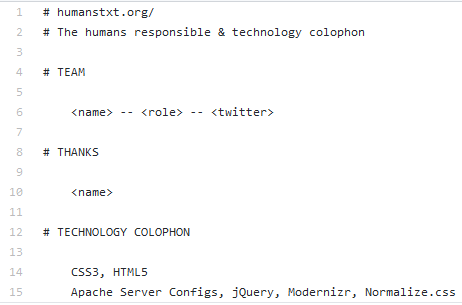 1 # humanstxt.org/
2 # The humans responsible & technology colophon
3
4 # TEAM
5
6 <name> -- <role> -- <twitter>
7
8 # THANKS
9
10 <name>
11
12 # TECHNOLOGY COLOPHON
13
14 CSS3, HTML5
15 Apache Server Configs, jQuery, Modernizr, Normalize.css